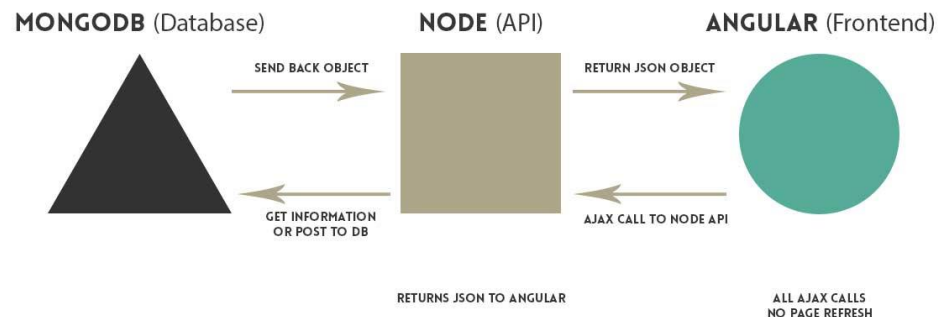 MONGODB (Database)
NODE (API)
ANGULAR (Frontend)
SEND BACK OBJECT
RETURN JSON OBJECT
GET INFORMATION
OR POST TO DB
AJAX CALL TO NODE API
RETURNS JSON TO ANGULAR
ALL AJAX CALLS
NO PAGE REFRESH